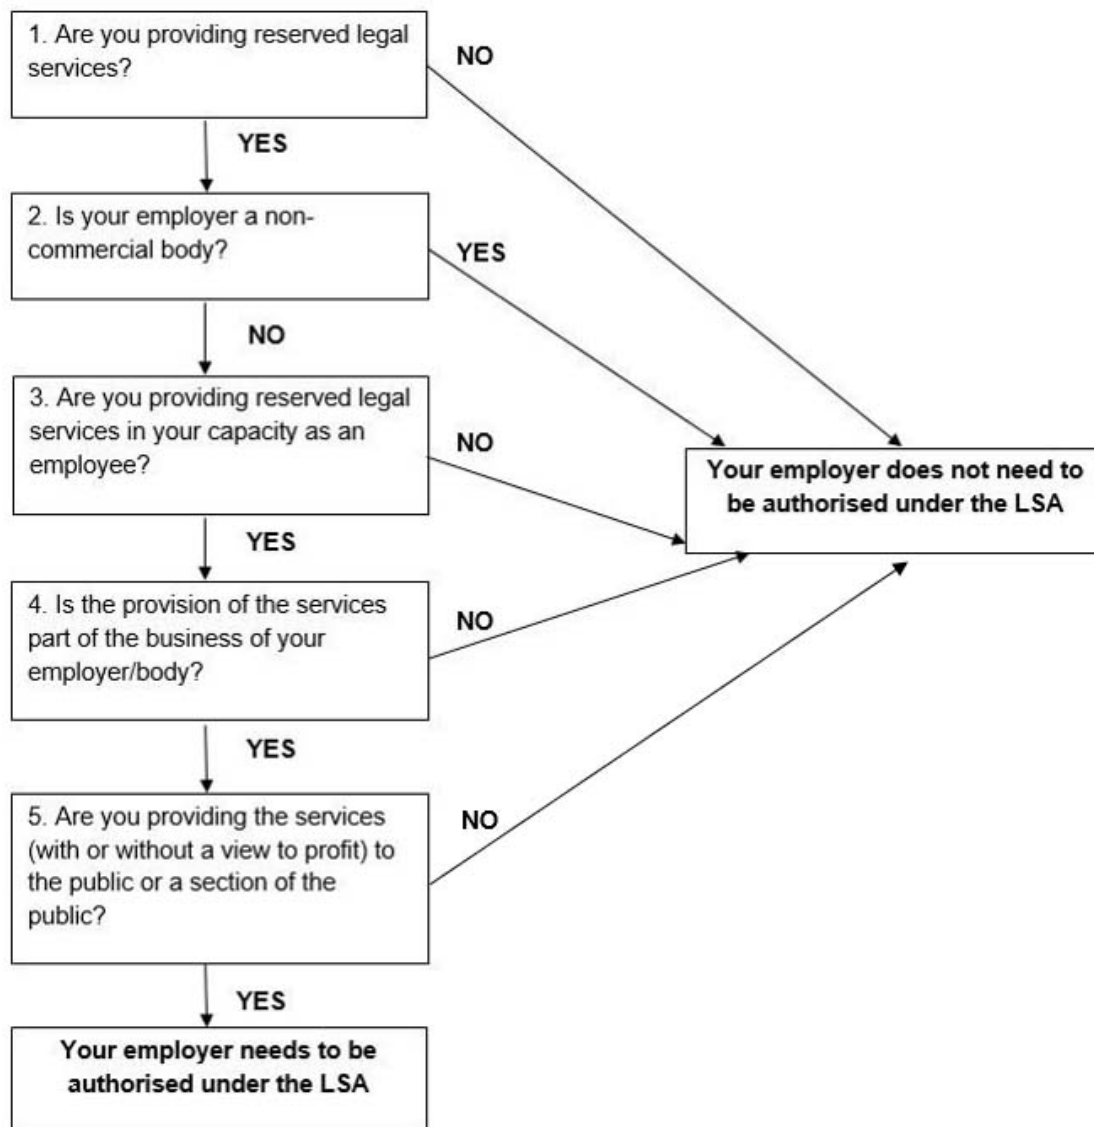 1. Are you providing reserved legal
services?
NO
YES
2. Is your employer a non-
commercial body?
YES
NO
3. Are you providing reserved legal
services in your capacity as an
employee?
NO
Your employer does not need to
be authorised under the LSA
YES
4. Is the provision of the services
part of the business of your
employer/body?
NO
YES
5. Are you providing the services
(with or without a view to profit) to
the public or a section of the
public?
NO
YES
Your employer needs to be
authorised under the LSA